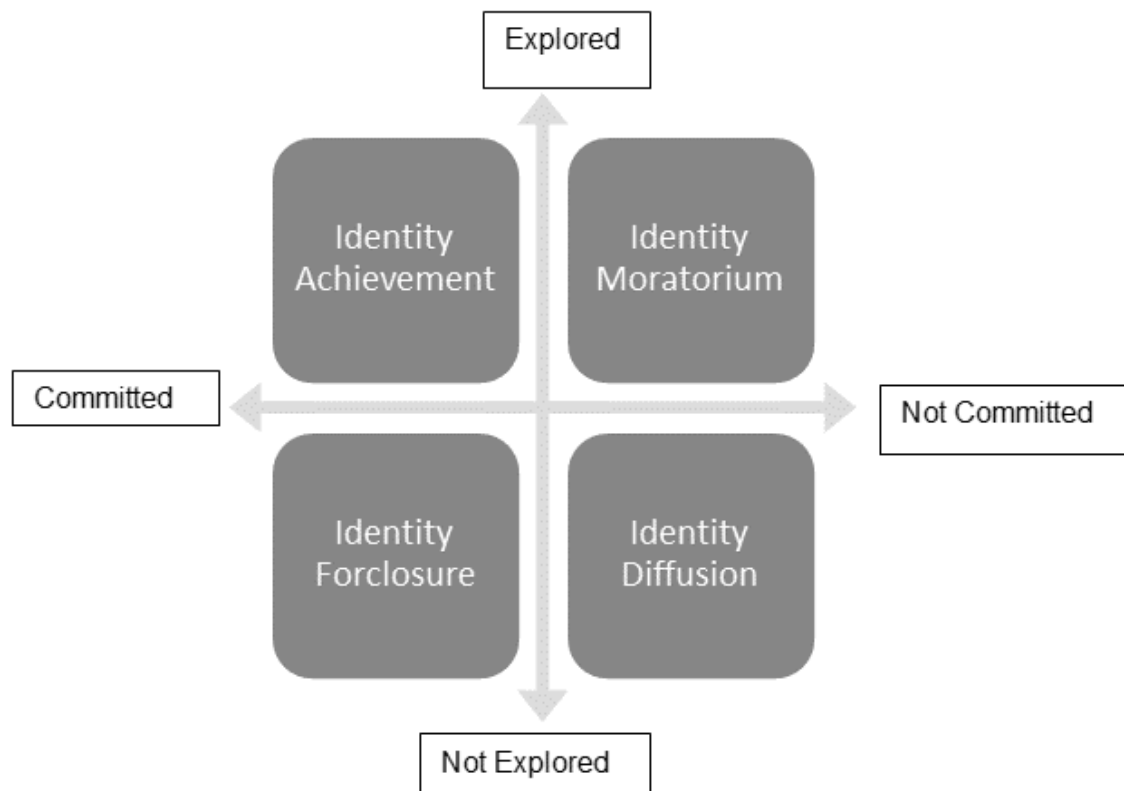 Explored
Identity
Achievement
Identity
Moratorium
Committed
Not Committed
Identity
Forclosure
Identity
Diffusion
Not Explored